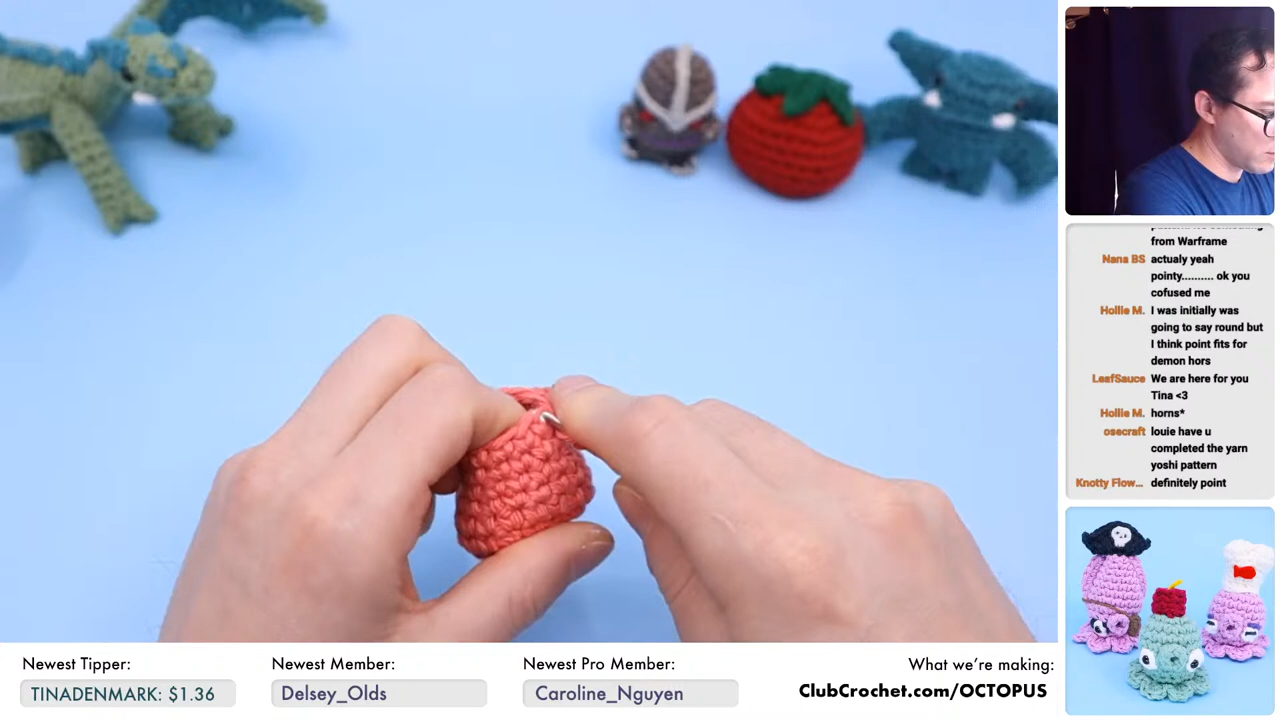 from Warframe
Nana BS actualy yeah
pointy.......... ok you
cofused me
Hollie M. I was initially was
going to say round but
I think point fits for
demon hors
LeafSauce We are here for you
Tina <3
Hollie M. horns*
osecraft louie have u
completed the yarn
yoshi pattern
Knotty Flow... definitely point
Newest Tipper:
TINADENMARK: $1.36
Newest Member:
Delsey_Olds
Newest Pro Member:
Caroline_Nguyen
What we're making:
ClubCrochet.com/OCTOPUS